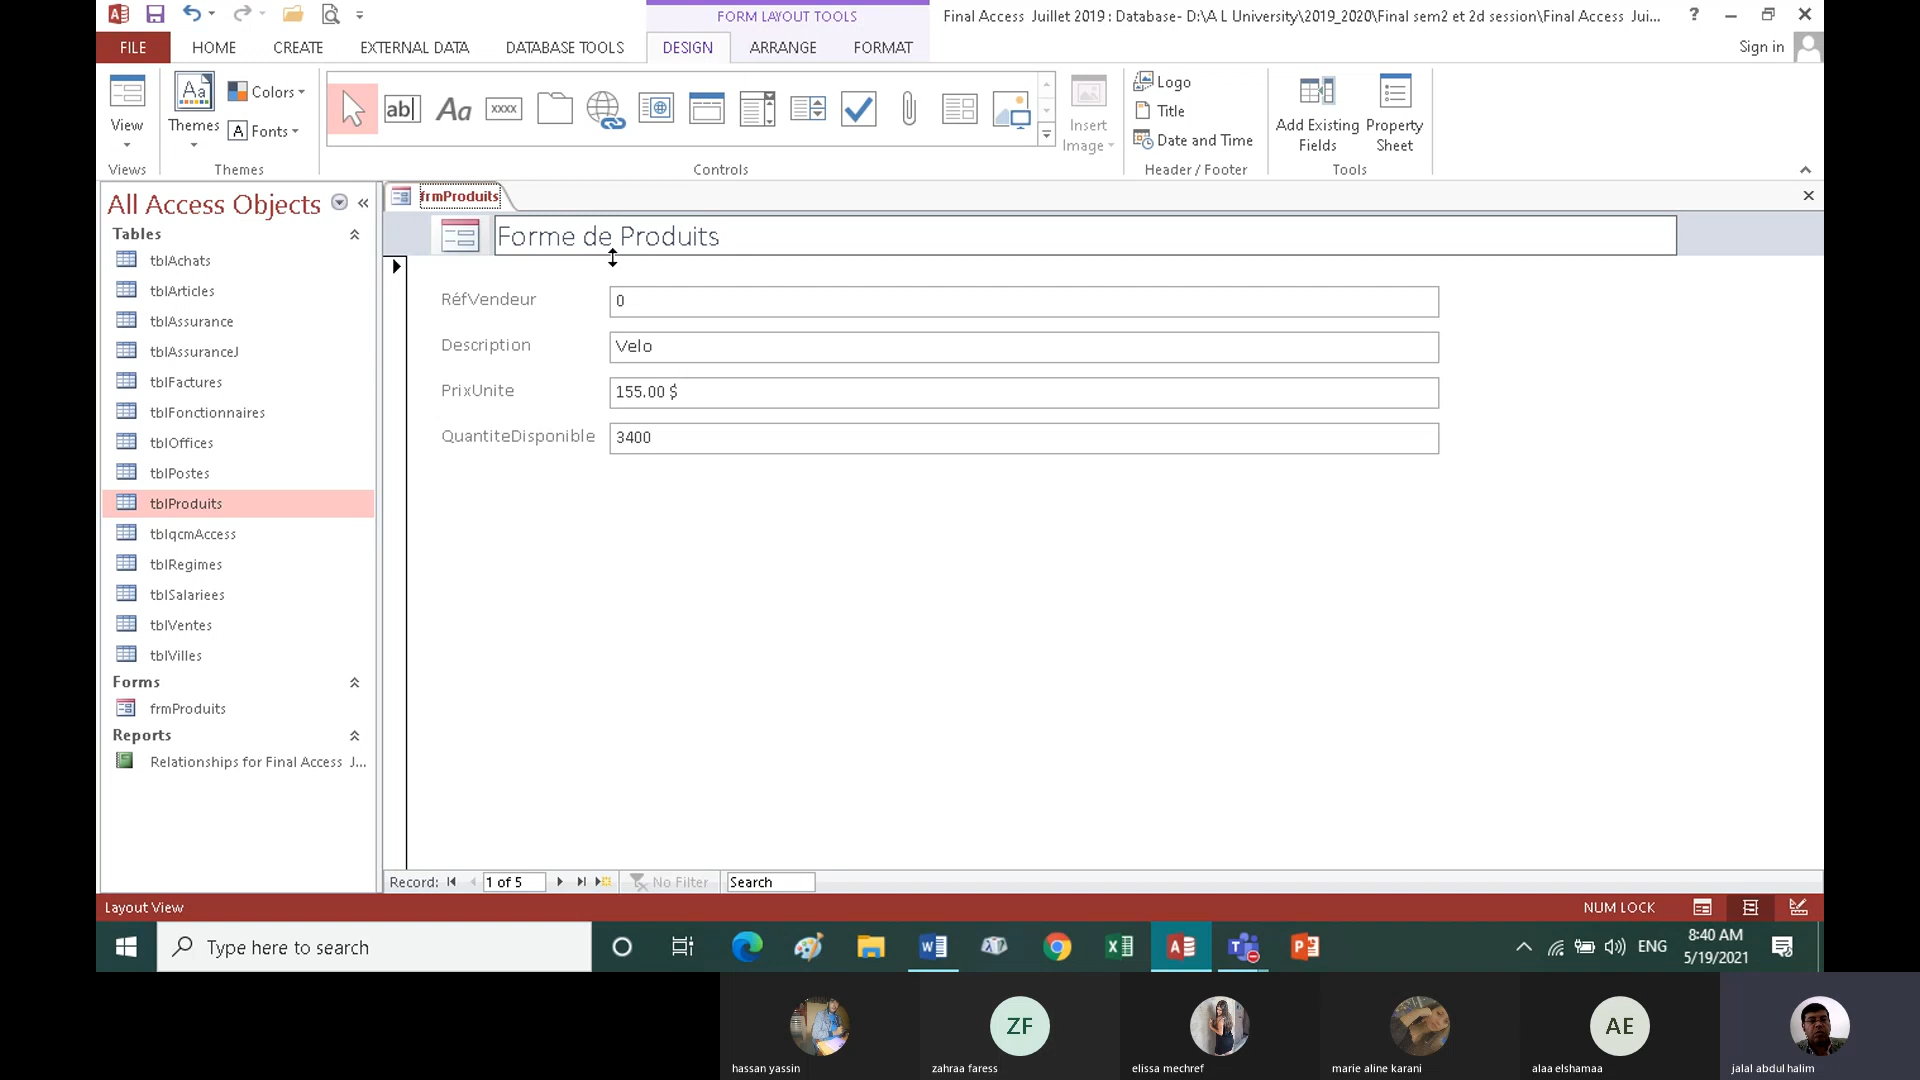 FORM LAYOUT TOOLS
Final Access Juillet 2019 : Database- D:\A L University\2019_2020\Final sem2 et 2d session\Final Access Jui...
?
FILE HOME CREATE EXTERNAL DATA DATABASE TOOLS DESIGN ARRANGE FORMAT
Sign in
View
Themes
Colors
Fonts
Aa
A
ab|
Aa
XXXX
Insert
Image
Logo
Title
Date and Time
Add Existing
Fields
Property
Sheet
Views
Themes
Controls
Header / Footer
Tools
All Access Objects
«
frmProduits
Tables
tblAchats
tblArticles
tblAssurance
tblAssuranceJ
tblFactures
tblFonctionnaires
tblOffices
tblPostes
tblProduits
tblqcmAccess
tblRegimes
tblSalariees
tblVentes
tblVilles
Forms
frmProduits
Reports
Relationships for Final Access J...
Forme de Produits
RéfVendeur 0
Description Velo
PrixUnite 155.00 $
QuantiteDisponible 3400
Record: 1 of 5 No Filter Search
Layout View
NUM LOCK
Type here to search
ENG
8:40 AM
5/19/2021
ZF
AE
hassan yassin
zahraa faress
elissa mechref
marie aline karani
alaa elshamaa
jalal abdul halim